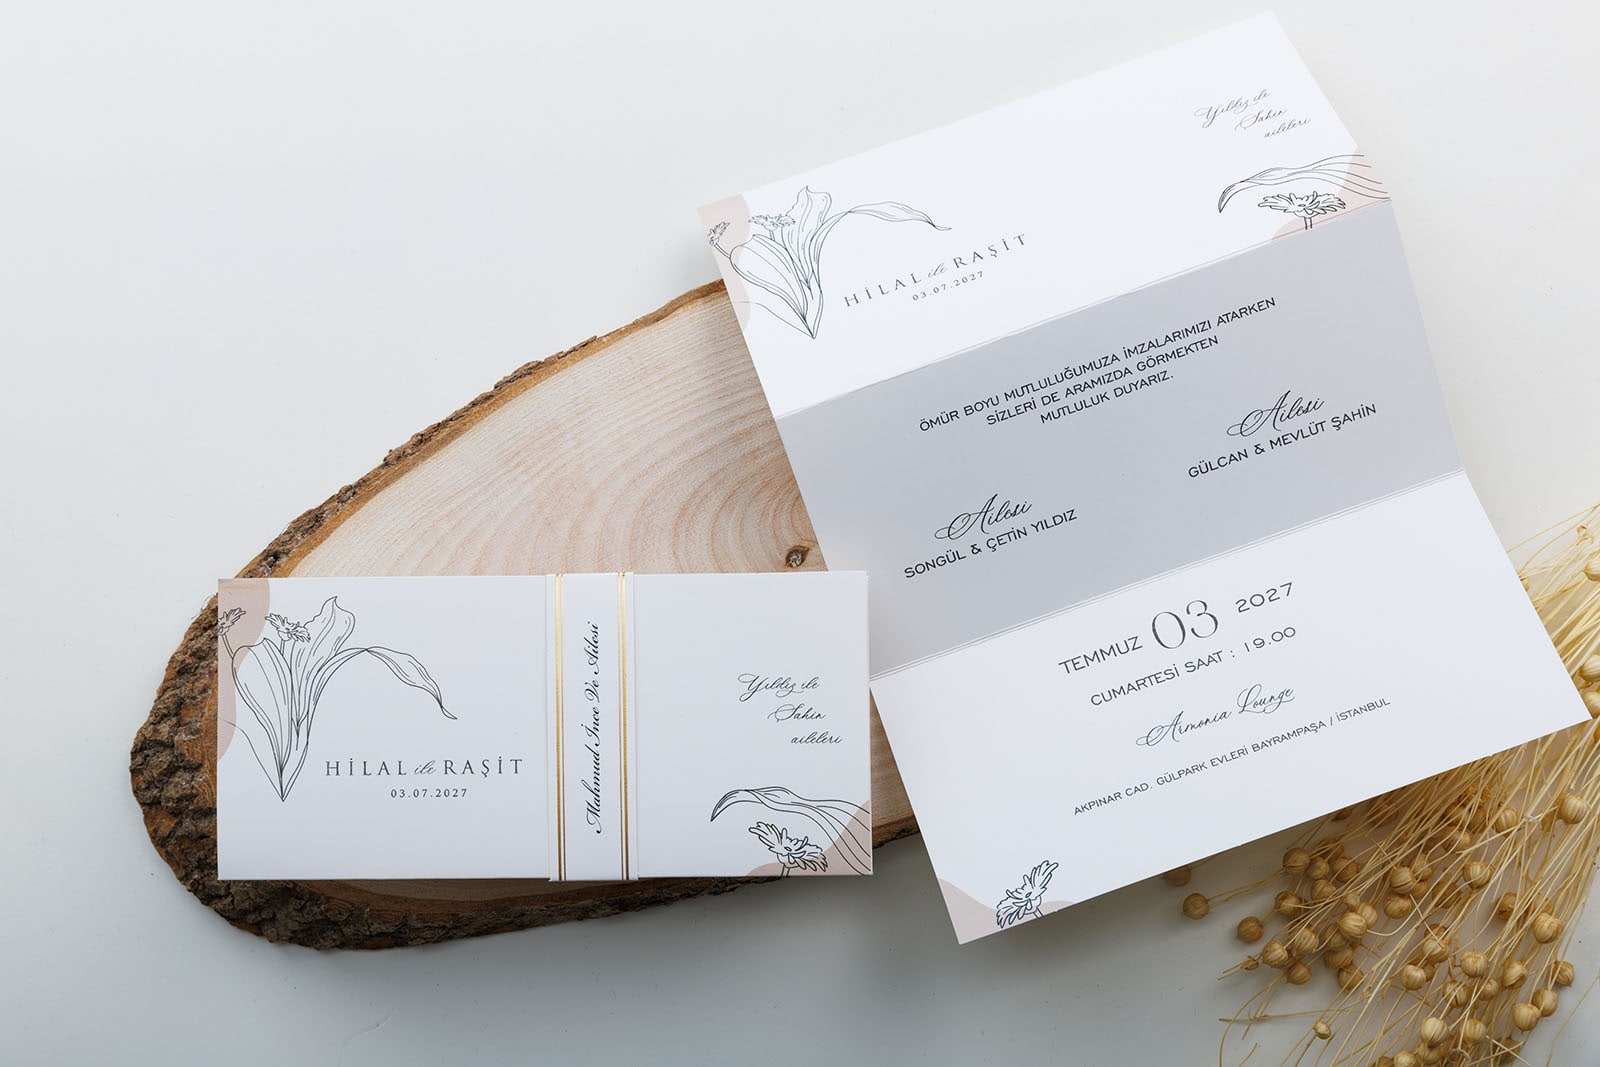 Yıldız ile
Şahin
aileleri
HİLAL ile RAŞİT
03.07.2027
ÖMÜR BOYU MUTLULUĞUMUZA İMZALARIMIZI ATARKEN
SİZLERİ DE ARAMIZDA GÖRMEKTEN
MUTLULUK DUYARIZ.
Ailesi
GÜLCAN & MEVLÜT ŞAHİN
Ailesi
SONGÜL & ÇETİN YILDIZ
TEMMUZ 03 2027
CUMARTESİ SAAT : 19.00
Armonia Lounge
AKPINAR CAD. GÜLPARK EVLERİ BAYRAMPAŞA / İSTANBUL
HİLAL ile RAŞİT
03.07.2027
Mahmud İnce Ve Ailesi
Yıldız ile
Şahin
aileleri